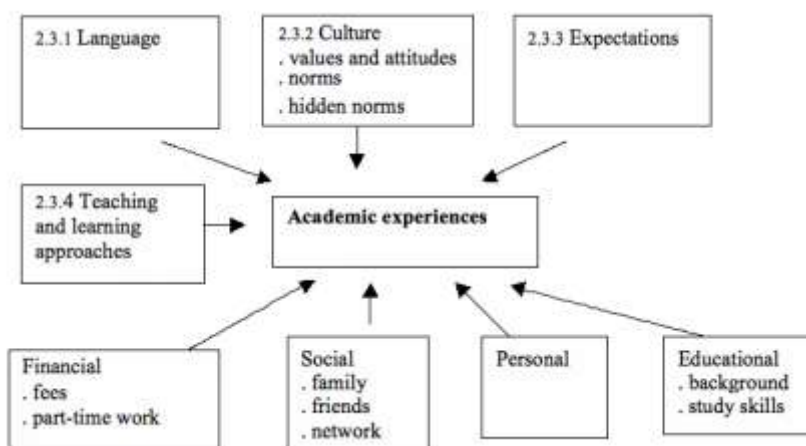 2.3.1 Language
2.3.2 Culture
. values and attitudes
. norms
. hidden norms
2.3.3 Expectations
2.3.4 Teaching
and learning
approaches
Academic experiences
Financial
. fees
. part-time work
Social
. family
. friends
. network
Personal
Educational
. background
. study skills